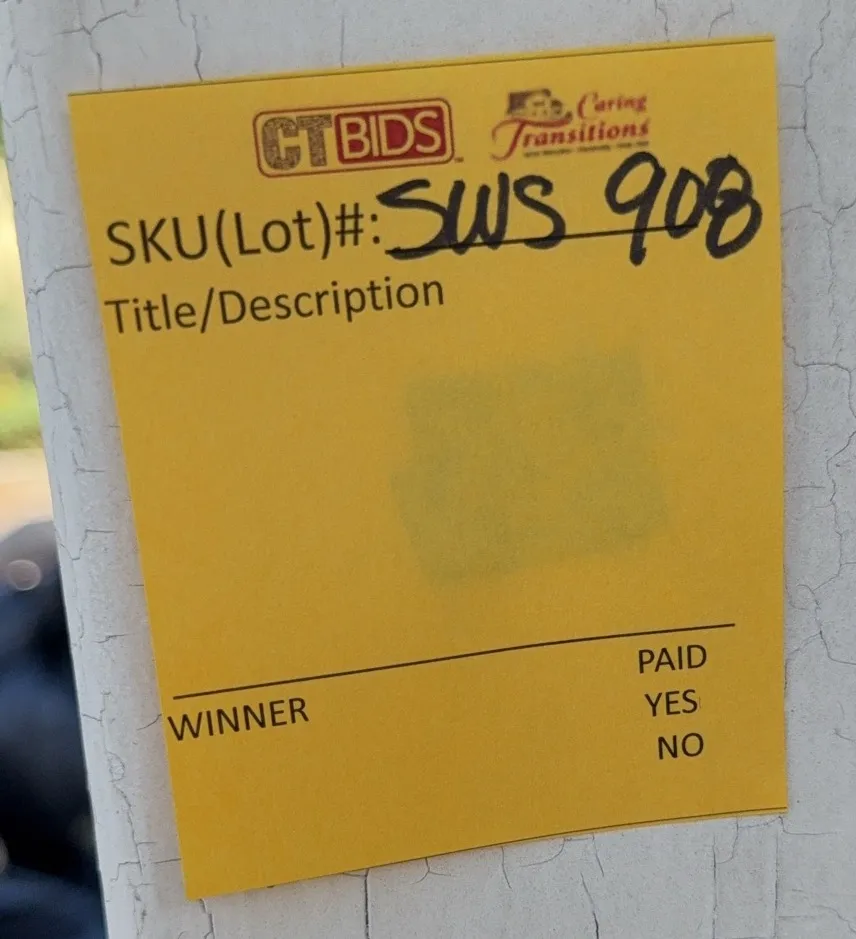 CTBIDS
Caring
Transitions
SKU(Lot)#: SWS 908
Title/Description
PAID
WINNER YES
NO